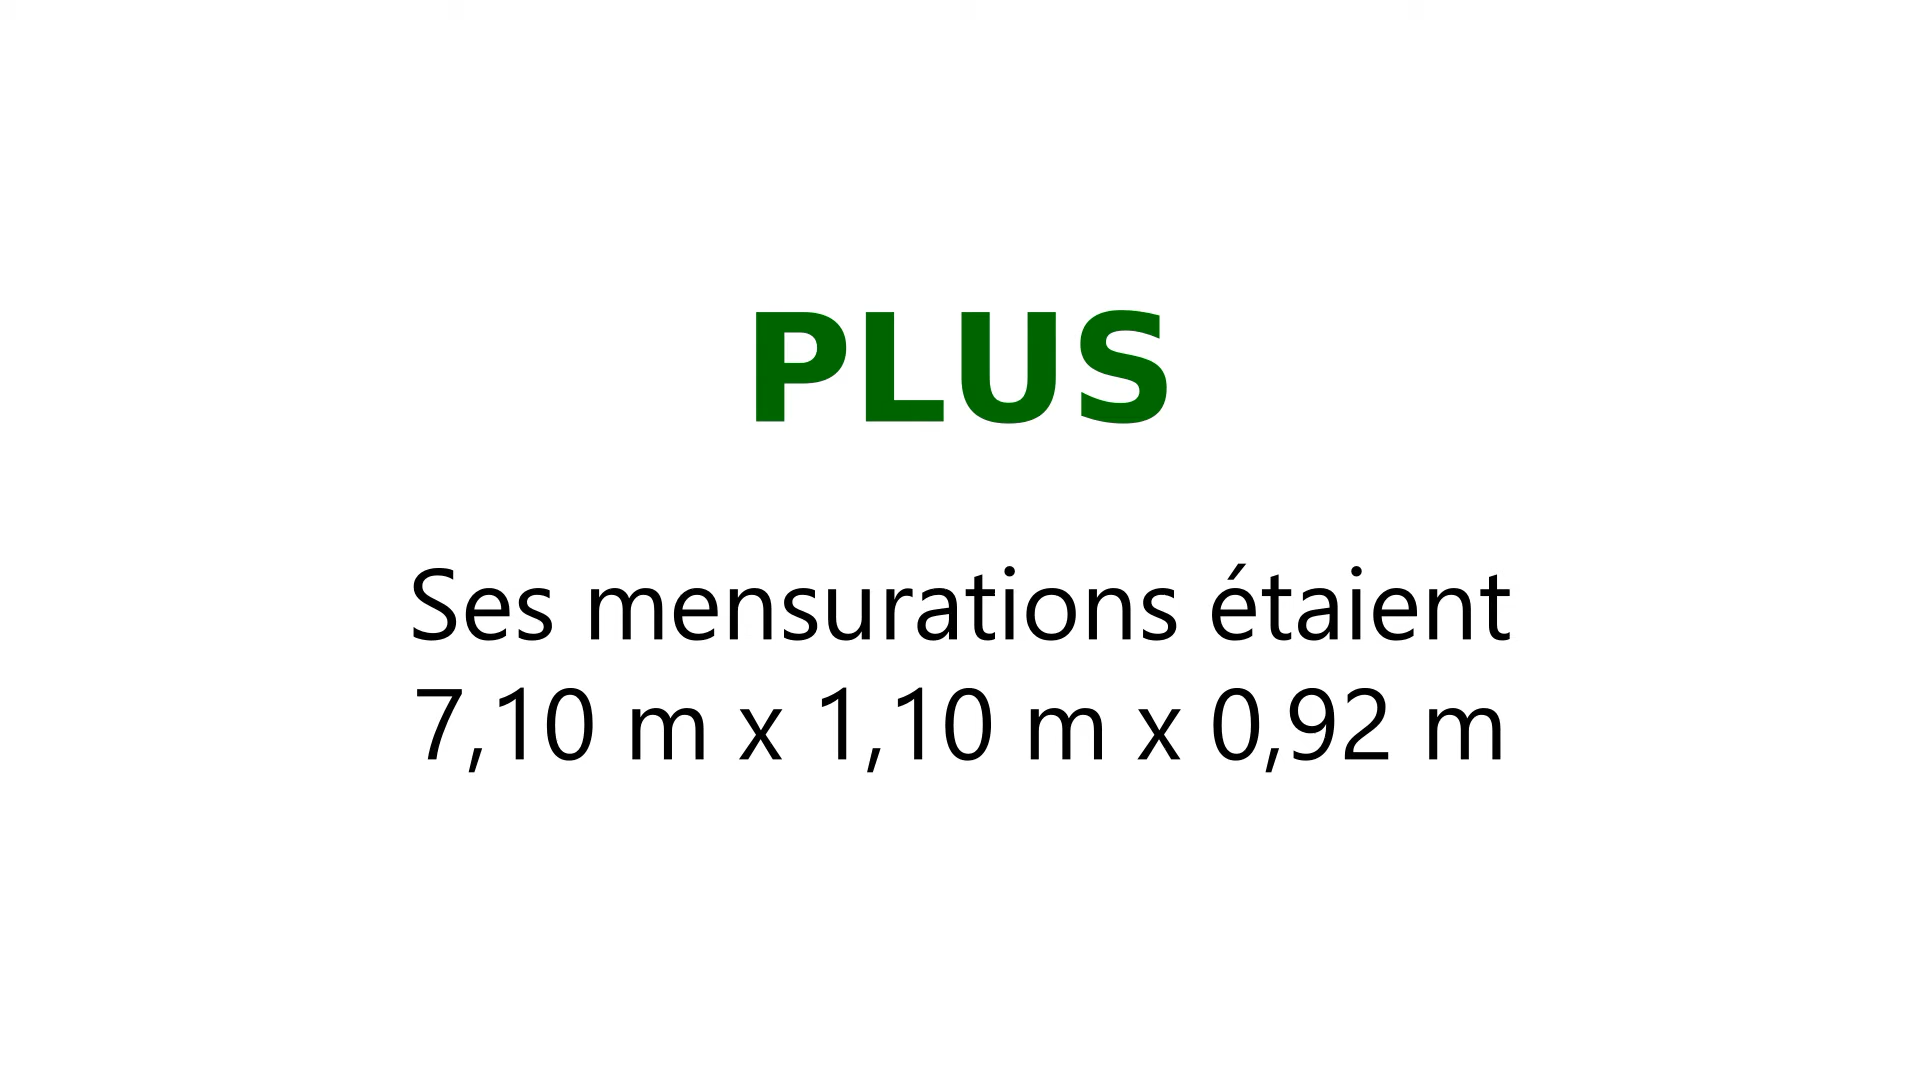 PLUS
Ses mensurations étaient
7,10 m x 1,10 m x 0,92 m